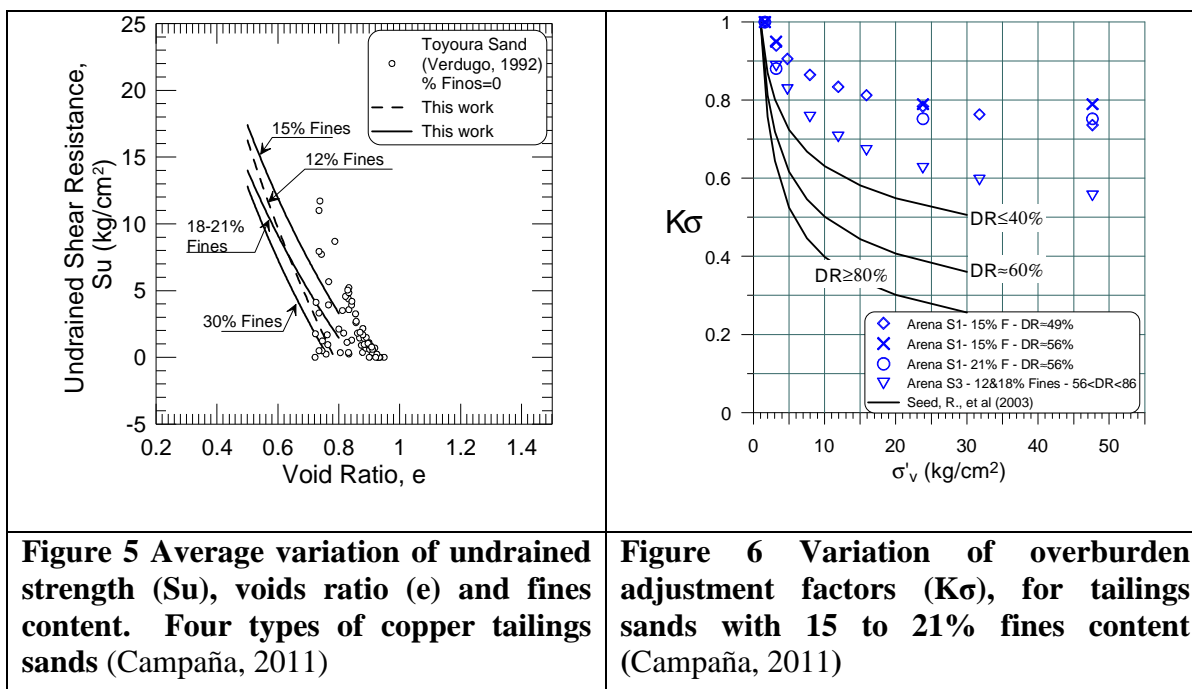 25
20
15
10
5
0
-5
0.2 0.4 0.6 0.8 1 1.2 1.4
Undrained Shear Resistance,
Su (kg/cm²)
Void Ratio, e
Toyoura Sand
(Verdugo, 1992)
% Finos=0
This work
This work
15% Fines
12% Fines
18-21%
Fines
30% Fines
1
0.8
0.6
0.4
0.2
0
0 10 20 30 40 50
Kσ
σ'v (kg/cm²)
DR≤40%
DR≈60%
DR≥80%
Arena S1- 15% F - DR=49%
Arena S1- 15% F - DR=56%
Arena S1- 21% F - DR=56%
Arena S3 - 12&18% Fines - 56<DR<86
Seed, R., et al (2003)
Figure 5 Average variation of undrained
strength (Su), voids ratio (e) and fines
content. Four types of copper tailings
sands (Campaña, 2011)
Figure 6 Variation of overburden
adjustment factors (Kσ), for tailings
sands with 15 to 21% fines content
(Campaña, 2011)